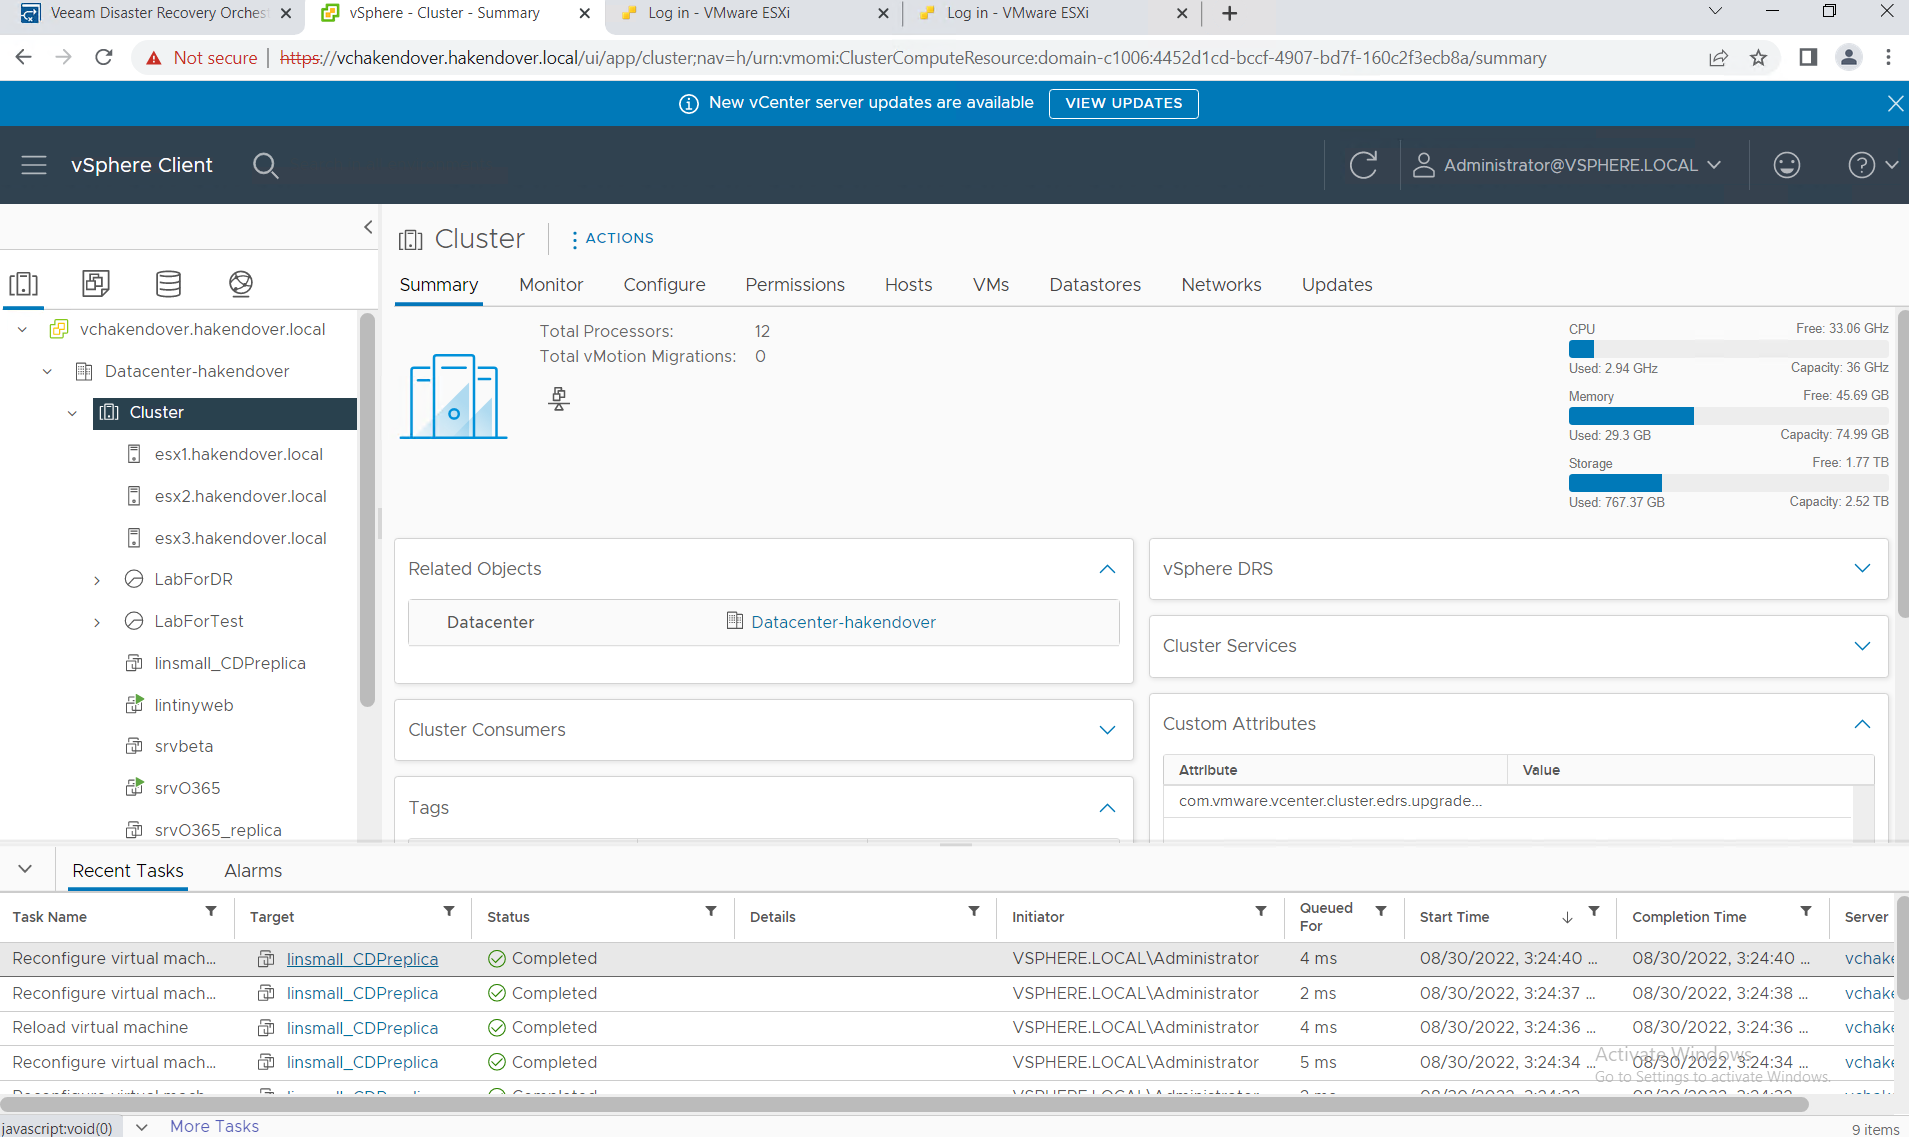 Veeam Disaster Recovery Orchest
vSphere - Cluster - Summary
Log in - VMware ESXi
Log in - VMware ESXi
Not secure
https://vchakendover.hakendover.local/ui/app/cluster;nav=h/urn:vmomi:ClusterComputeResource:domain-c1006:4452d1cd-bccf-4907-bd7f-160c2f3ecb8a/summary
New vCenter server updates are available VIEW UPDATES
vSphere Client
Administrator@VSPHERE.LOCAL
vchakendover.hakendover.local
Datacenter-hakendover
Cluster
esx1.hakendover.local
esx2.hakendover.local
esx3.hakendover.local
LabForDR
LabForTest
linsmall_CDPreplica
lintinyweb
srvbeta
srvO365
srvO365_replica
Cluster ACTIONS
Summary Monitor Configure Permissions Hosts VMs Datastores Networks Updates
Total Processors: 12
Total vMotion Migrations: 0
CPU Free: 33.06 GHz
Used: 2.94 GHz Capacity: 36 GHz
Memory Free: 45.69 GB
Used: 29.3 GB Capacity: 74.99 GB
Storage Free: 1.77 TB
Used: 767.37 GB Capacity: 2.52 TB
Related Objects
Datacenter Datacenter-hakendover
Cluster Consumers
Tags
vSphere DRS
Cluster Services
Custom Attributes
Attribute Value
com.vmware.vcenter.cluster.edrs.upgrade...
Recent Tasks Alarms
Task Name Target Status Details Initiator Queued For Start Time Completion Time Server
Reconfigure virtual mach... linsmall_CDPreplica Completed VSPHERE.LOCAL\Administrator 4 ms 08/30/2022, 3:24:40 ... 08/30/2022, 3:24:40 ... vchake
Reconfigure virtual mach... linsmall_CDPreplica Completed VSPHERE.LOCAL\Administrator 2 ms 08/30/2022, 3:24:37 ... 08/30/2022, 3:24:38 ... vchake
Reload virtual machine linsmall_CDPreplica Completed VSPHERE.LOCAL\Administrator 4 ms 08/30/2022, 3:24:36 ... 08/30/2022, 3:24:36 ... vchake
Reconfigure virtual mach... linsmall_CDPreplica Completed VSPHERE.LOCAL\Administrator 5 ms 08/30/2022, 3:24:34 ... 08/30/2022, 3:24:34 ... vchake
Activate Windows
Go to Settings to activate Windows.
javascript:void(0) More Tasks
9 items